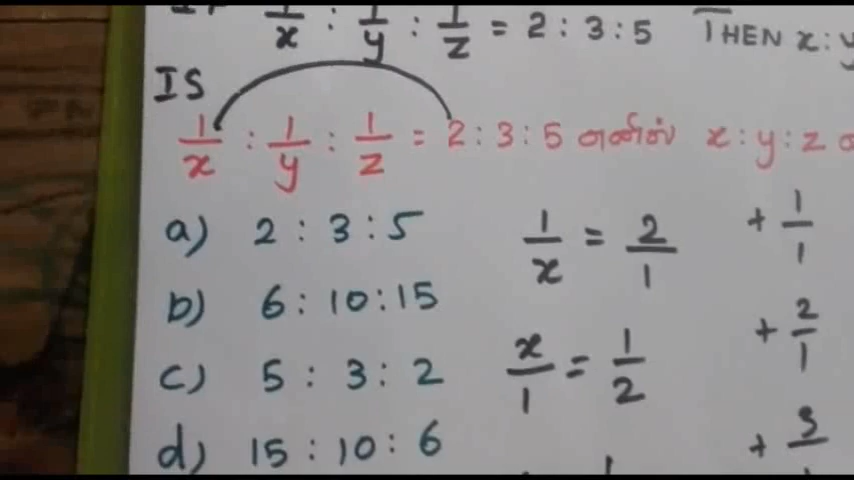 IF 1/x : 1/y : 1/z = 2 : 3 : 5 THEN x : y
IS
1/x : 1/y : 1/z = 2 : 3 : 5 எனில் x : y : z
a) 2 : 3 : 5
b) 6 : 10 : 15
c) 5 : 3 : 2
d) 15 : 10 : 6
1/x = 2/1
x/1 = 1/2
+ 1/1
+ 2/1
+ 3